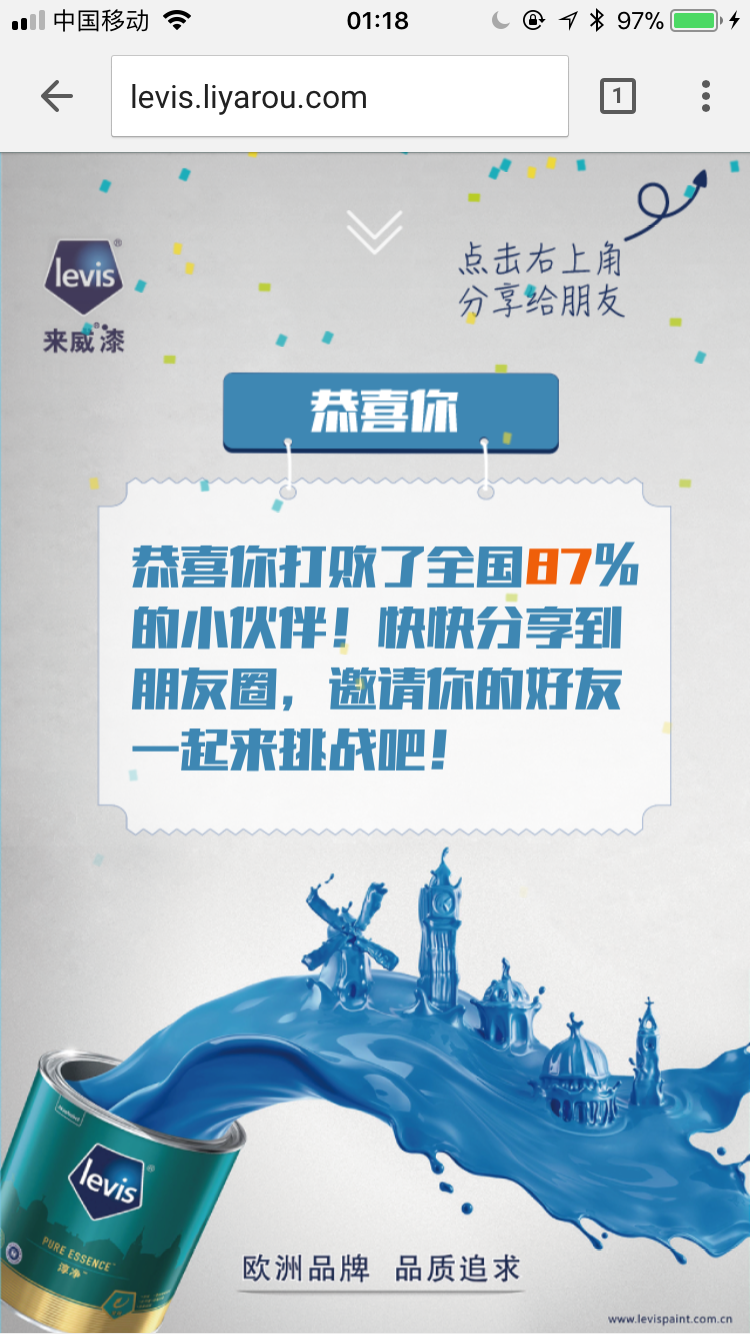 中国移动 01:18 97%
levis.liyarou.com 1
点击右上角
分享给朋友
levis®
来威®漆
恭喜你
恭喜你打败了全国87%
的小伙伴！快快分享到
朋友圈，邀请你的好友
一起来挑战吧！
levis®
PURE ESSENCE™
淳净™
欧洲品牌 品质追求
www.levispaint.com.cn